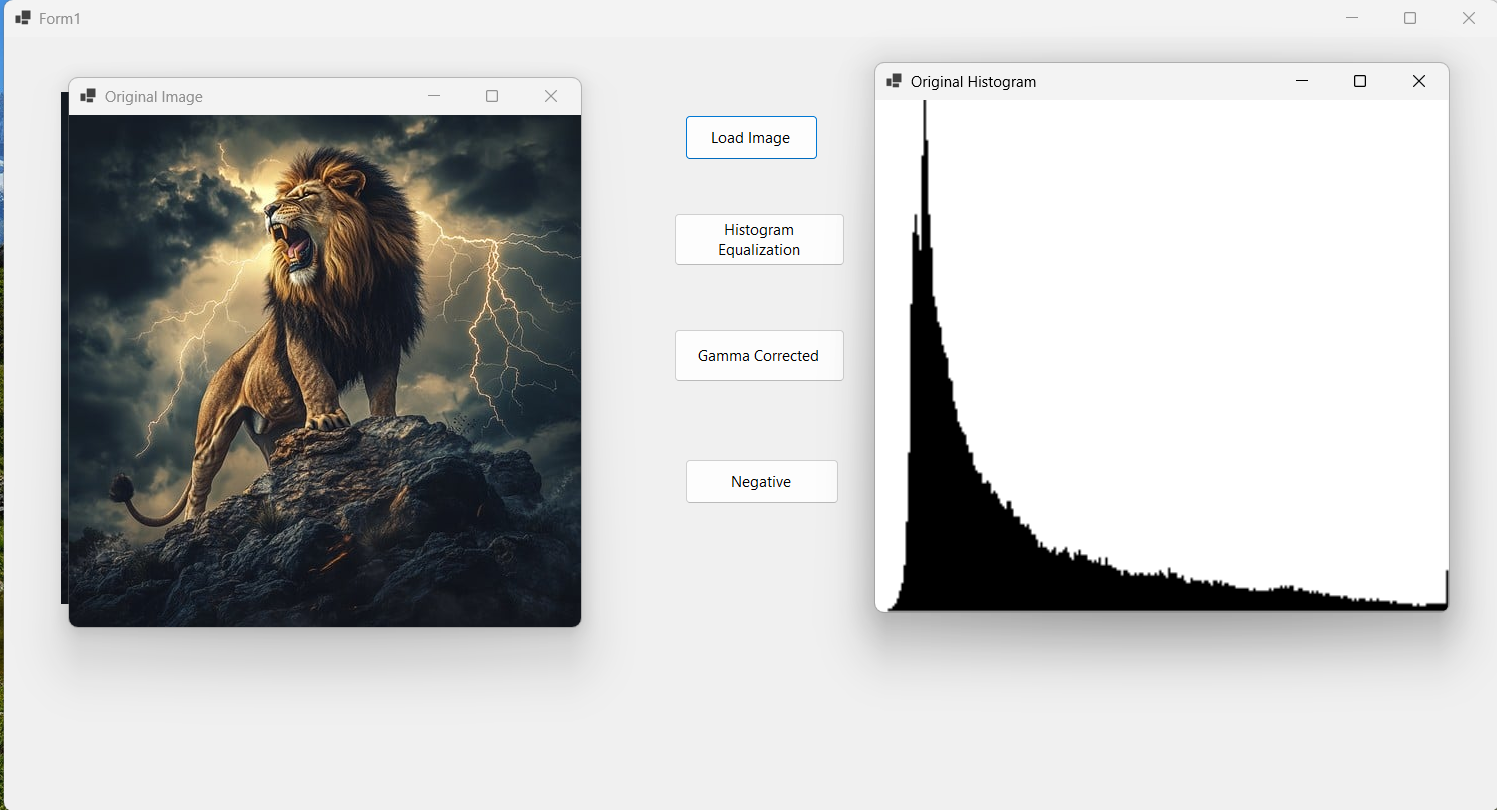 Form1
Original Image
Original Histogram
Load Image
Histogram
Equalization
Gamma Corrected
Negative